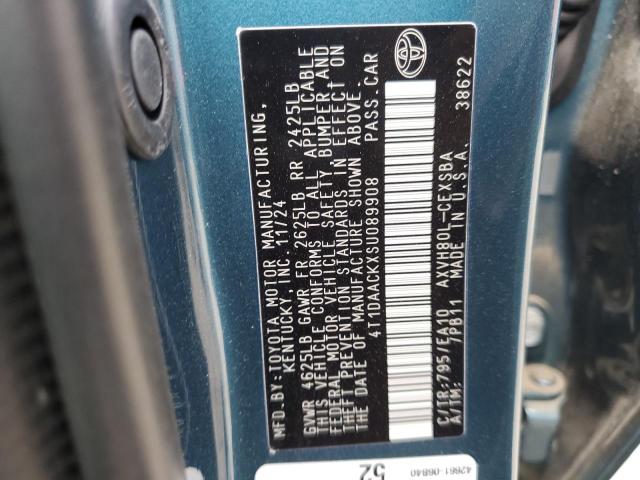 MFD.BY:TOYOTA MOTOR MANUFACTURING,
KENTUCKY, INC. 11/24
GVWR 4625LB GAWR FR 2625LB RR 2425LB
THIS VEHICLE CONFORMS TO ALL APPLICABLE
FEDERAL MOTOR VEHICLE SAFETY, BUMPER, AND
THEFT PREVENTION STANDARDS IN EFFECT ON
THE DATE OF MANUFACTURE SHOWN ABOVE.
4T1DAACKXSU089908 PASS.CAR
C/TR:795/EA10 AXVH80L-CEXSBA
A/TM: 7PB11 MADE IN U.S.A. 38622
52
42661-06840